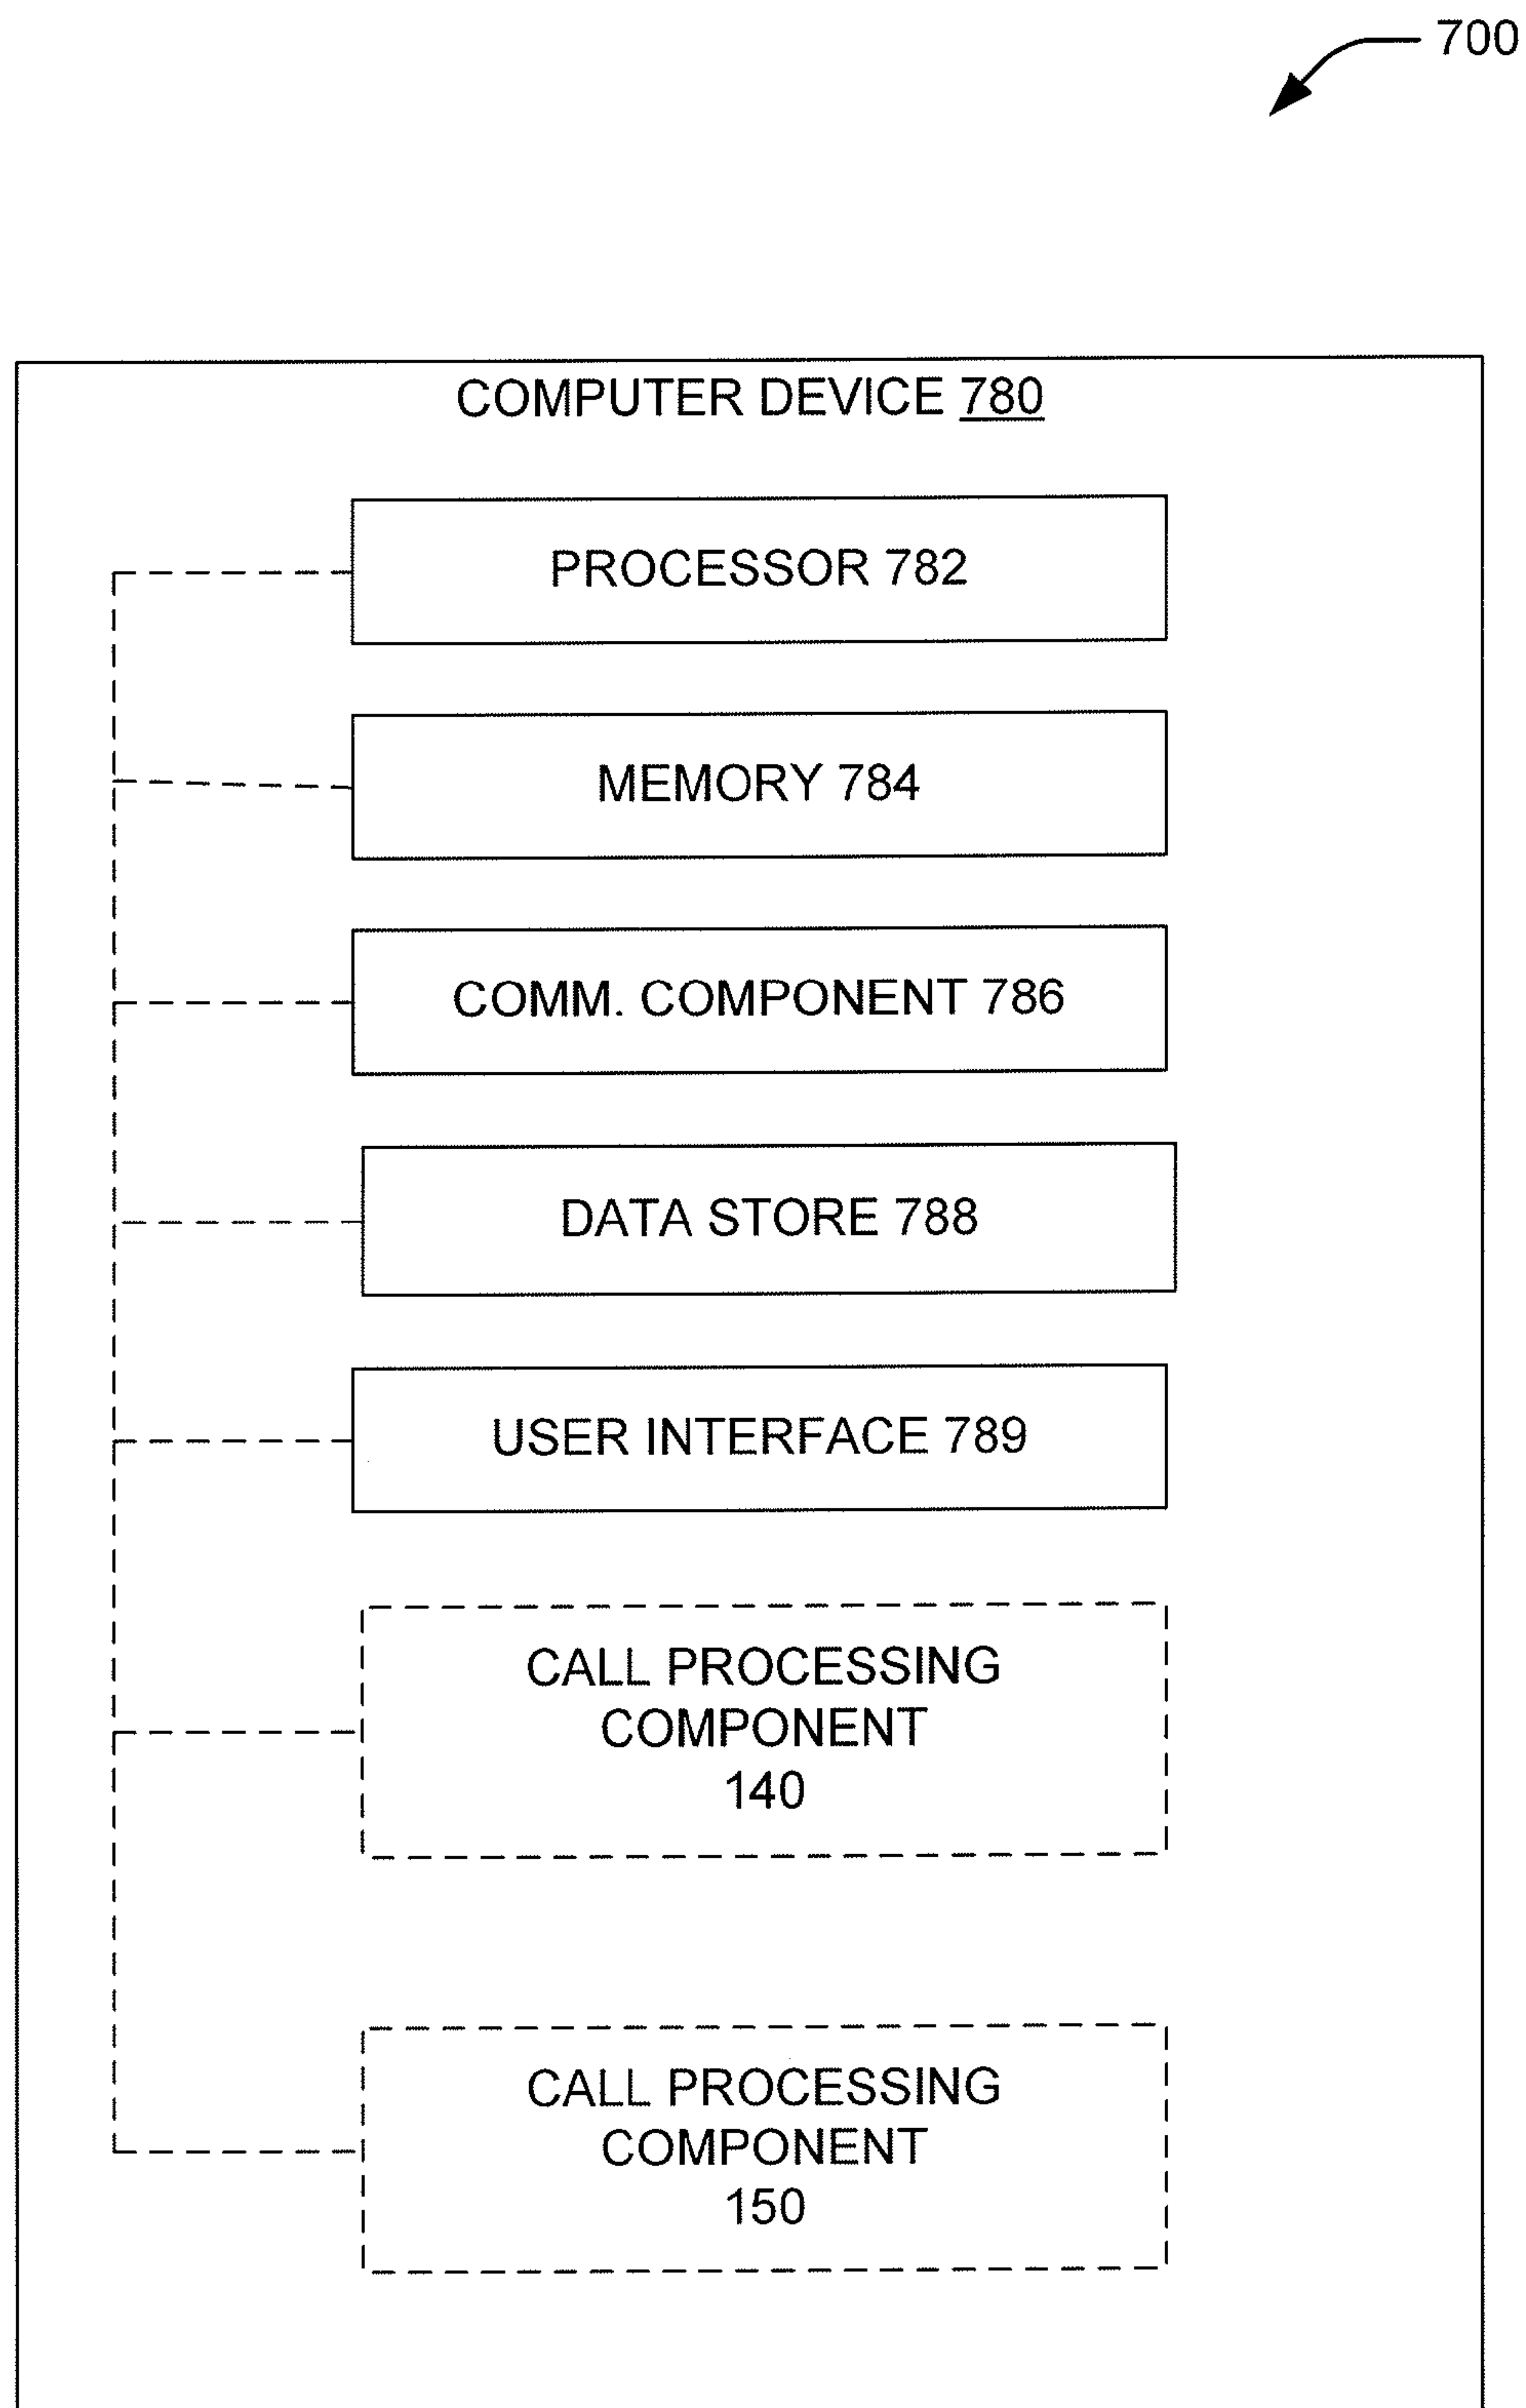 700
COMPUTER DEVICE 780
PROCESSOR 782
MEMORY 784
COMM. COMPONENT 786
DATA STORE 788
USER INTERFACE 789
CALL PROCESSING
COMPONENT
140
CALL PROCESSING
COMPONENT
150